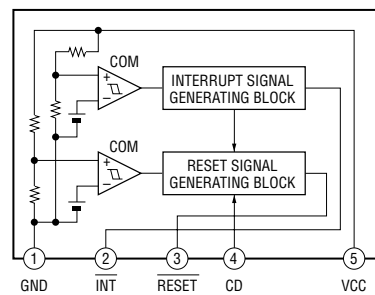 COM
+
−
INTERRUPT SIGNAL
GENERATING BLOCK
COM
+
−
RESET SIGNAL
GENERATING BLOCK
1 2 3 4 5
GND INT RESET CD VCC